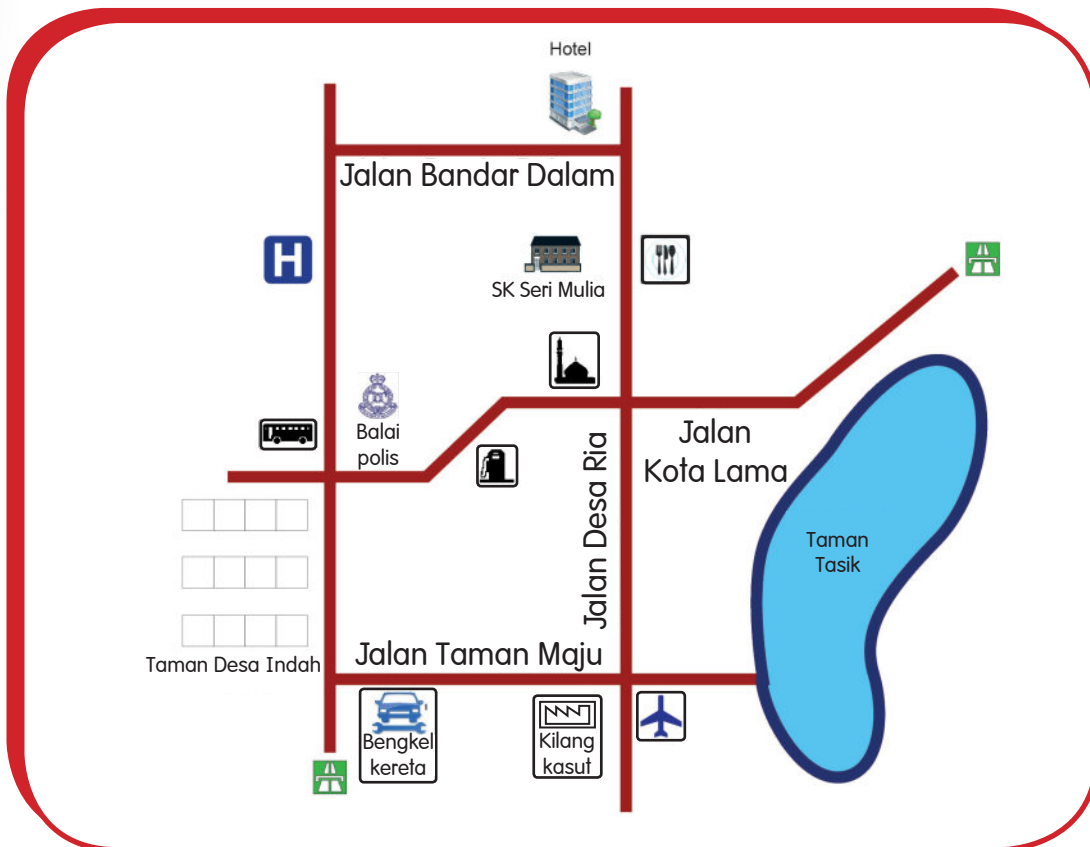 Hotel
Jalan Bandar Dalam
H
SK Seri Mulia
Balai
polis
Jalan
Kota Lama
Jalan Desa Ria
Taman
Tasik
Taman Desa Indah
Jalan Taman Maju
Bengkel
kereta
Kilang
kasut